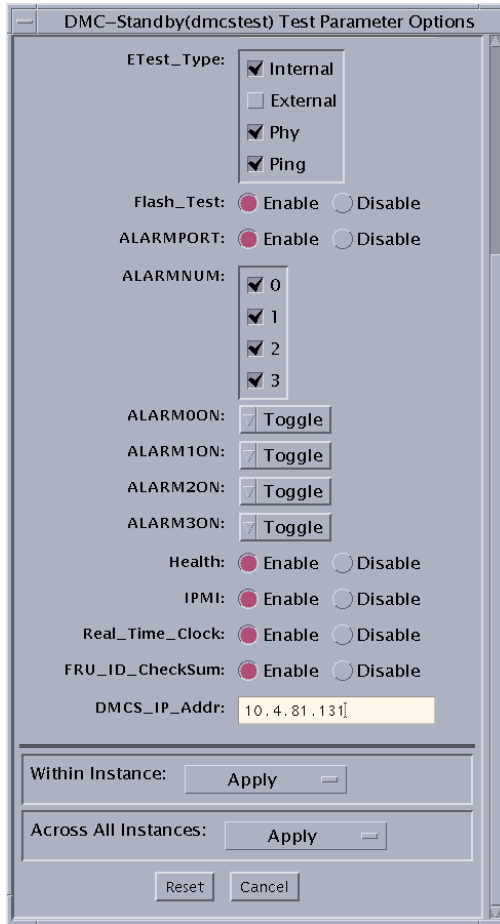 DMC-Standby(dmcstest) Test Parameter Options
ETest_Type:
Internal
External
Phy
Ping
Flash_Test: Enable Disable
ALARMPORT: Enable Disable
ALARMNUM:
0
1
2
3
ALARM0ON: Toggle
ALARM1ON: Toggle
ALARM2ON: Toggle
ALARM3ON: Toggle
Health: Enable Disable
IPMI: Enable Disable
Real_Time_Clock: Enable Disable
FRU_ID_CheckSum: Enable Disable
DMCS_IP_Addr: 10.4.81.131
Within Instance: Apply
Across All Instances: Apply
Reset Cancel